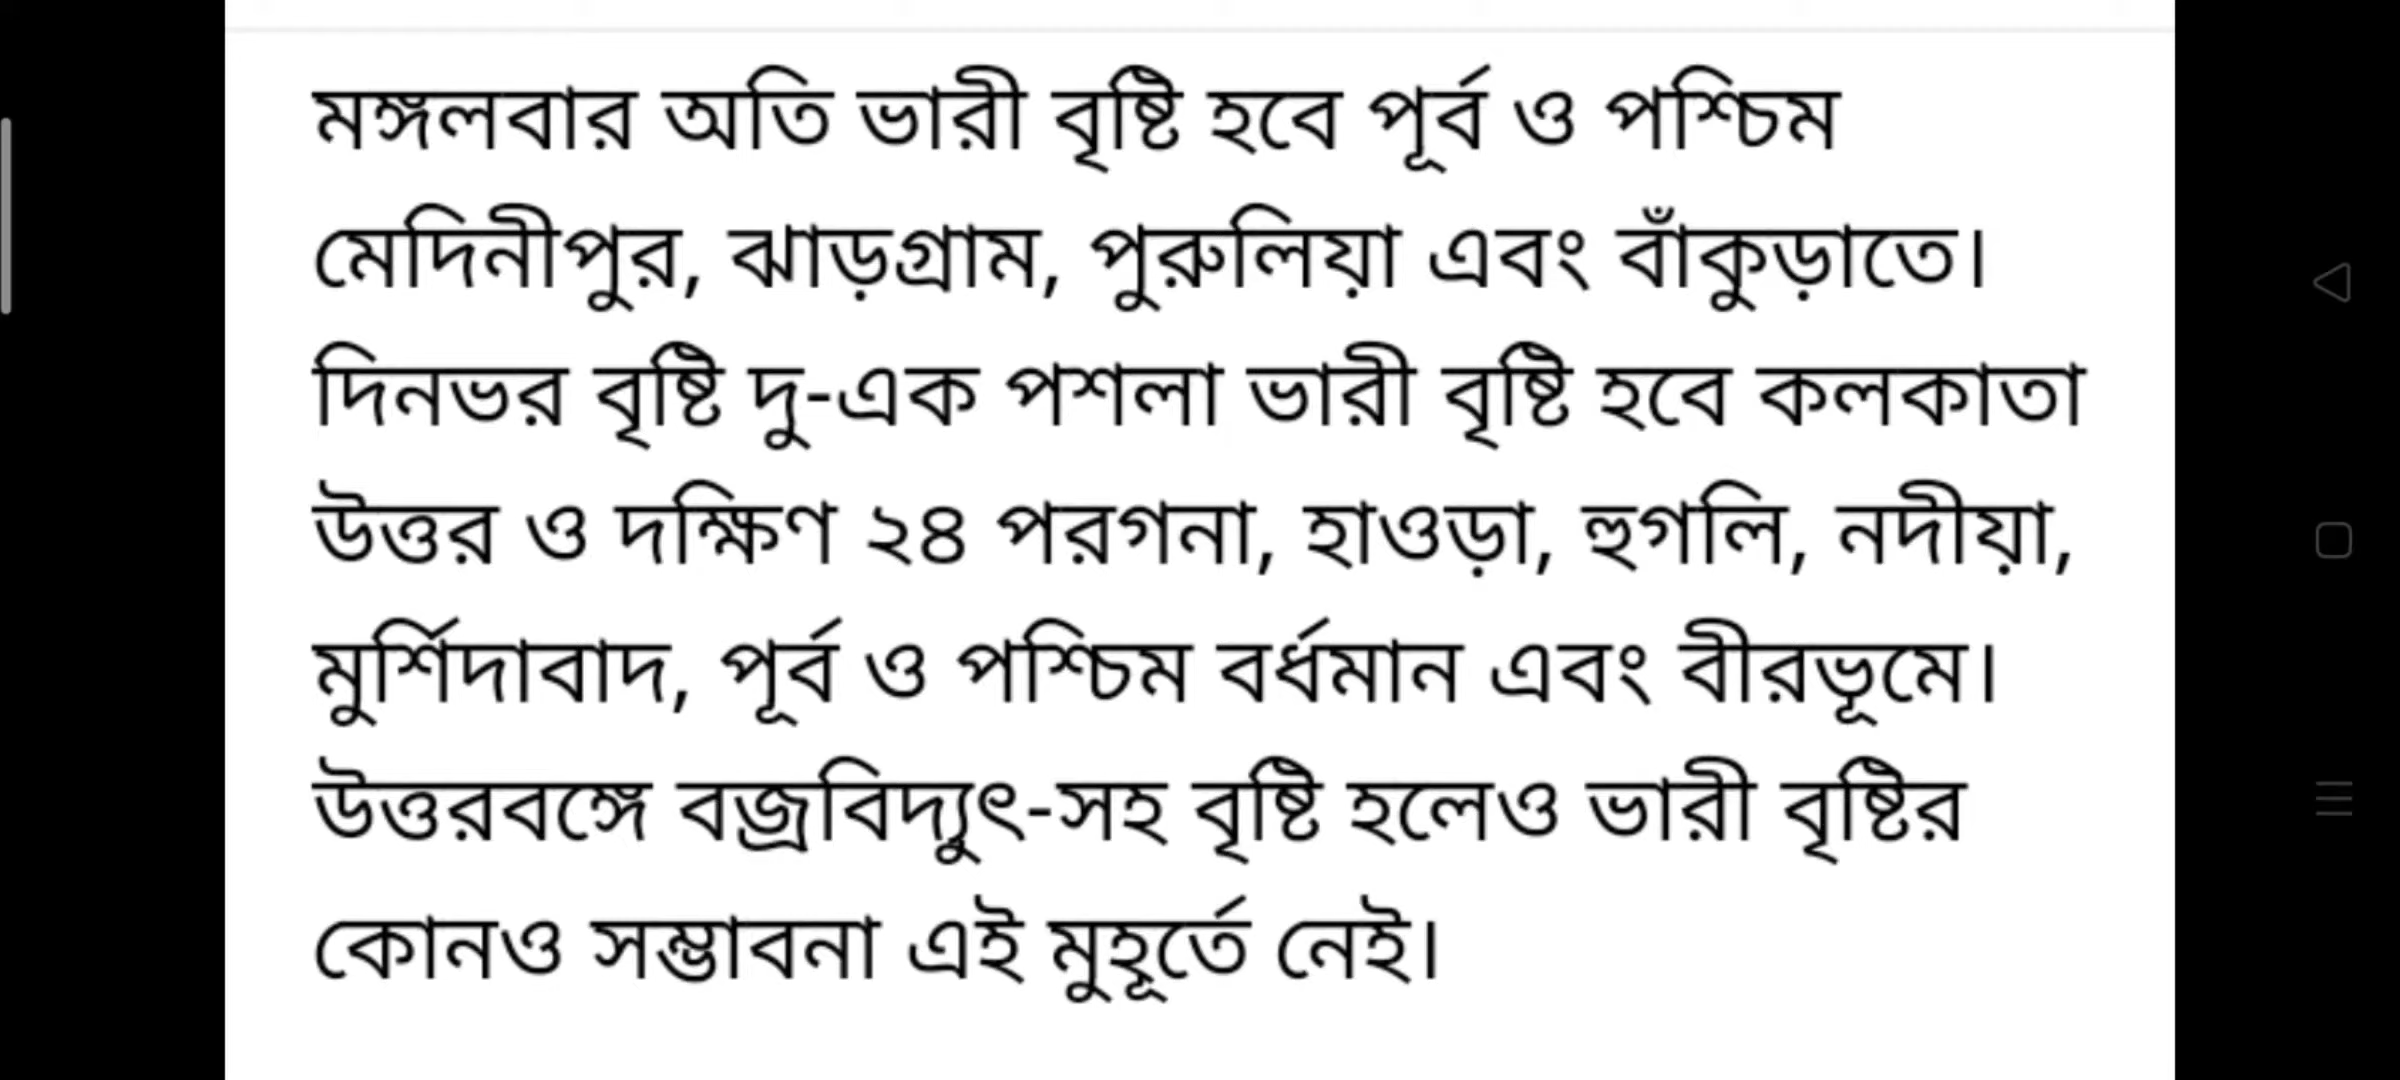 মঙ্গলবার অতি ভারী বৃষ্টি হবে পূর্ব ও পশ্চিম
মেদিনীপুর, ঝাড়গ্রাম, পুরুলিয়া এবং বাঁকুড়াতে।
দিনভর বৃষ্টি দু-এক পশলা ভারী বৃষ্টি হবে কলকাতা
উত্তর ও দক্ষিণ ২৪ পরগনা, হাওড়া, হুগলি, নদীয়া,
মুর্শিদাবাদ, পূর্ব ও পশ্চিম বর্ধমান এবং বীরভূমে।
উত্তরবঙ্গে বজ্রবিদ্যুৎ-সহ বৃষ্টি হলেও ভারী বৃষ্টির
কোনও সম্ভাবনা এই মুহূর্তে নেই।